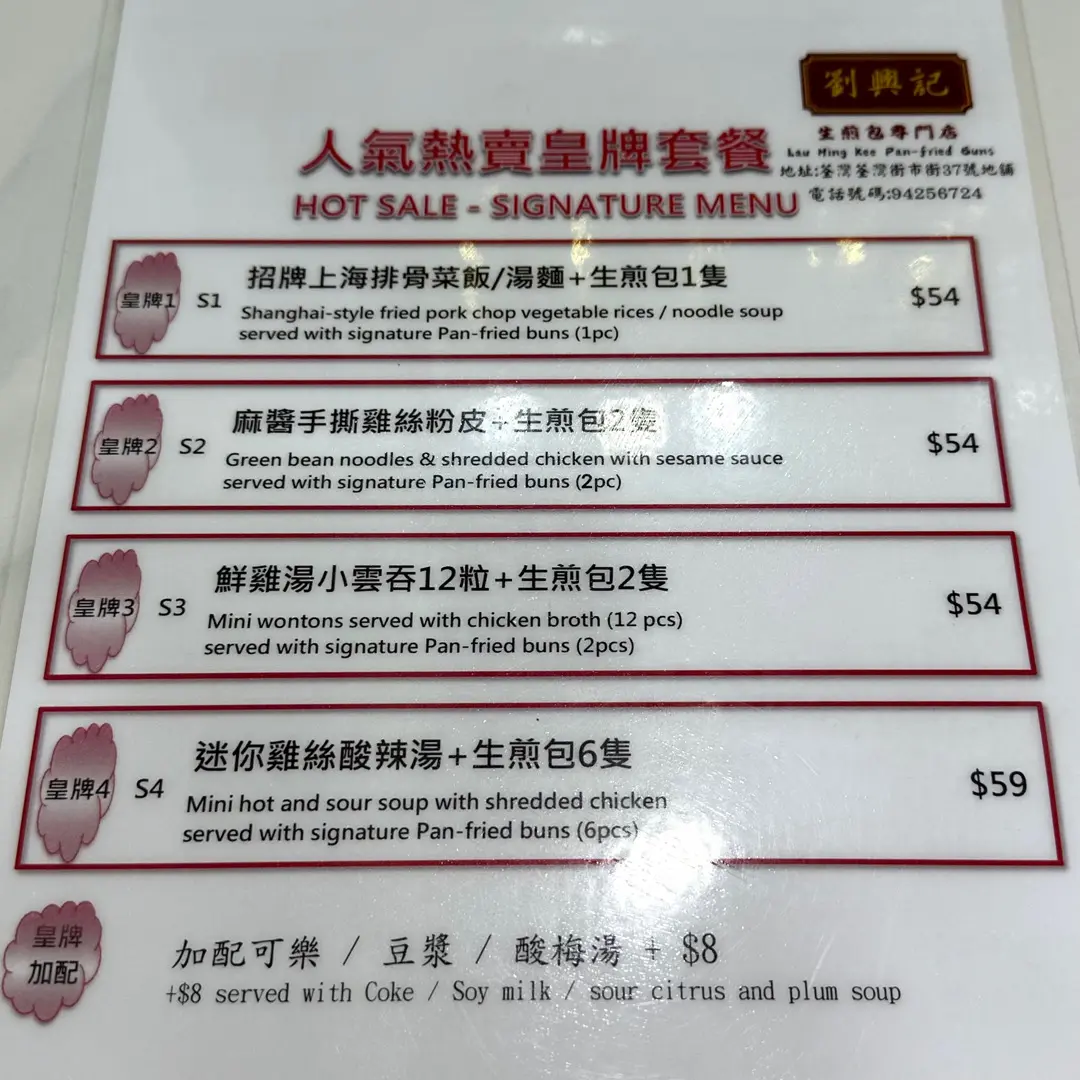 劉興記
生煎包專門店
Lau Hing Kee Pan-fried Buns
地址:荃灣荃灣街市街37號地舖
電話號碼:94256724
人氣熱賣皇牌套餐
HOT SALE - SIGNATURE MENU
皇牌1 S1 招牌上海排骨菜飯/湯麵+生煎包1隻 $54
Shanghai-style fried pork chop vegetable rices / noodle soup
served with signature Pan-fried buns (1pc)
皇牌2 S2 麻醬手撕雞絲粉皮+生煎包2隻 $54
Green bean noodles & shredded chicken with sesame sauce
served with signature Pan-fried buns (2pc)
皇牌3 S3 鮮雞湯小雲吞12粒+生煎包2隻 $54
Mini wontons served with chicken broth (12 pcs)
served with signature Pan-fried buns (2pcs)
皇牌4 S4 迷你雞絲酸辣湯+生煎包6隻 $59
Mini hot and sour soup with shredded chicken
served with signature Pan-fried buns (6pcs)
皇牌
加配
加配可樂 / 豆漿 / 酸梅湯 + $8
+$8 served with Coke / Soy milk / sour citrus and plum soup